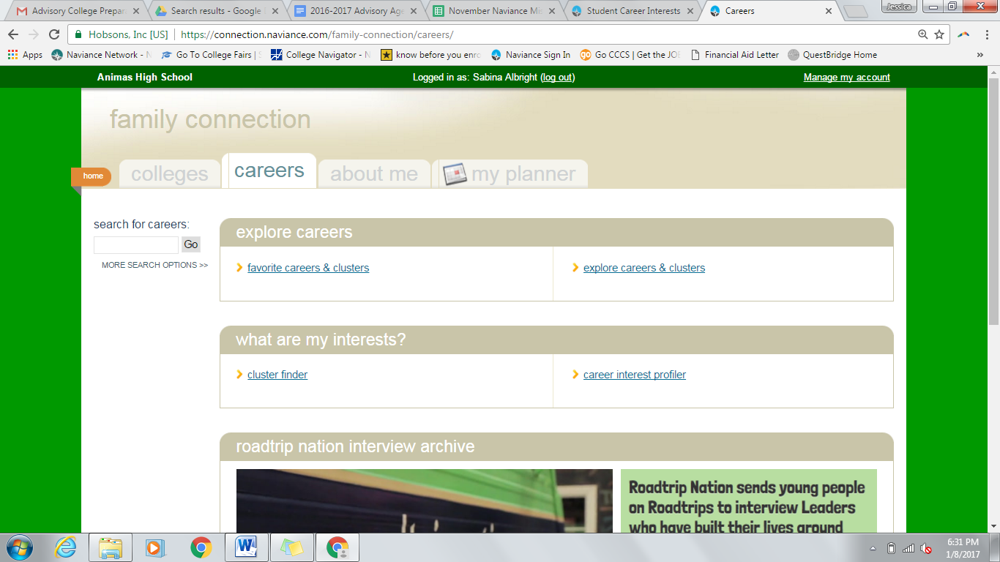 Advisory College Prepar
Search results - Google
2016-2017 Advisory Age
November Naviance Mis
Student Career Interests
Careers
Jessica
Hobsons, Inc [US]
https://connection.naviance.com/family-connection/careers/
Apps
Naviance Network - N
Go To College Fairs | S
College Navigator - N
know before you enro
Naviance Sign In
Go CCCS | Get the JOB
Financial Aid Letter
QuestBridge Home
»
Animas High School
Logged in as: Sabina Albright (log out)
Manage my account
family connection
home
colleges
careers
about me
my planner
search for careers:
Go
MORE SEARCH OPTIONS >>
explore careers
favorite careers & clusters
explore careers & clusters
what are my interests?
cluster finder
career interest profiler
roadtrip nation interview archive
Roadtrip Nation sends young people
on Roadtrips to interview Leaders
who have built their lives around
6:31 PM
1/8/2017